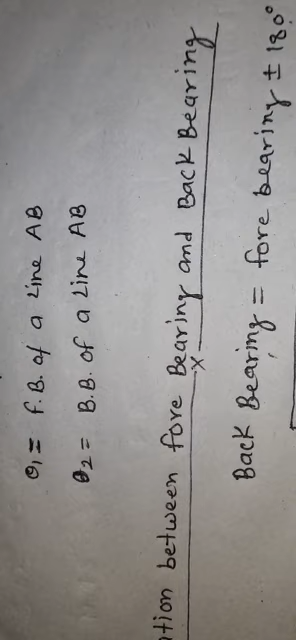 θ1 = F.B. of a Line AB
θ2 = B.B. of a Line AB
between fore Bearing and Back Bearing
x
Back Bearing = fore bearing ± 180°